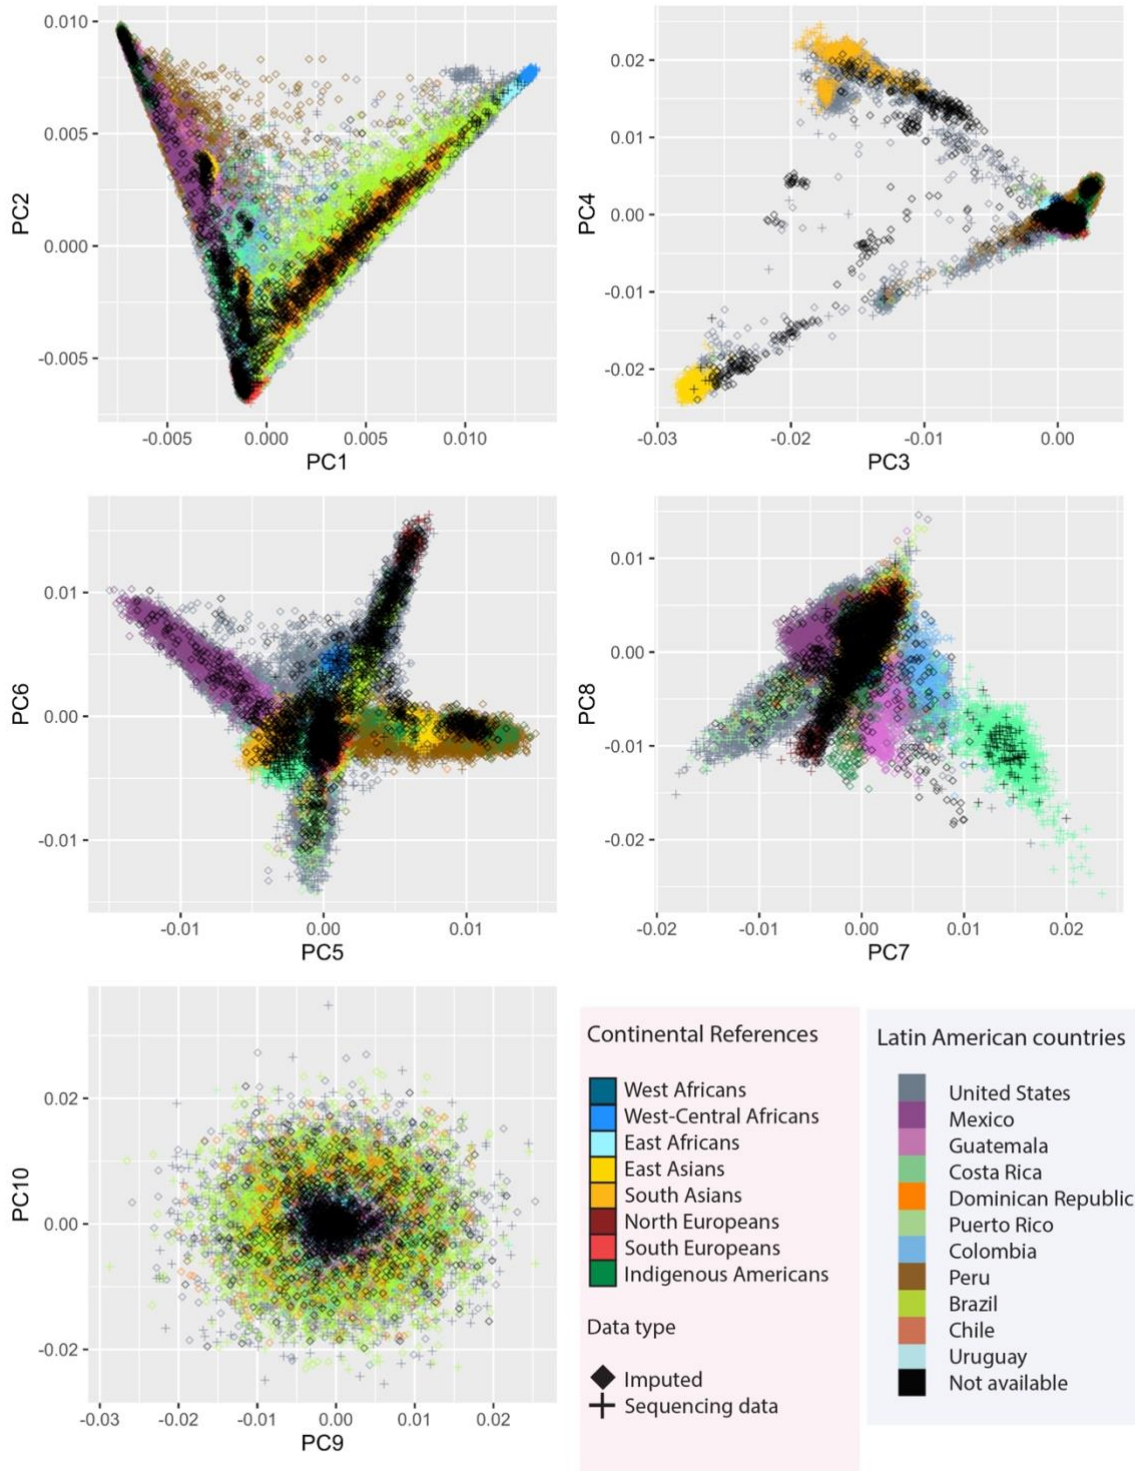 0.010
0.005
0.000
-0.005
PC2
-0.005
0.000
0.005
0.010
PC1
0.02
0.01
0.00
-0.01
-0.02
PC4
-0.03
-0.02
-0.01
0.00
PC3
0.01
0.00
-0.01
PC6
-0.01
0.00
0.01
PC5
0.01
0.00
-0.01
-0.02
PC8
-0.02
-0.01
0.00
0.01
0.02
PC7
0.02
0.00
-0.02
PC10
-0.03
-0.02
-0.01
0.00
0.01
0.02
PC9
Continental References
West Africans
West-Central Africans
East Africans
East Asians
South Asians
North Europeans
South Europeans
Indigenous Americans
Data type
Imputed
Sequencing data
Latin American countries
United States
Mexico
Guatemala
Costa Rica
Dominican Republic
Puerto Rico
Colombia
Peru
Brazil
Chile
Uruguay
Not available